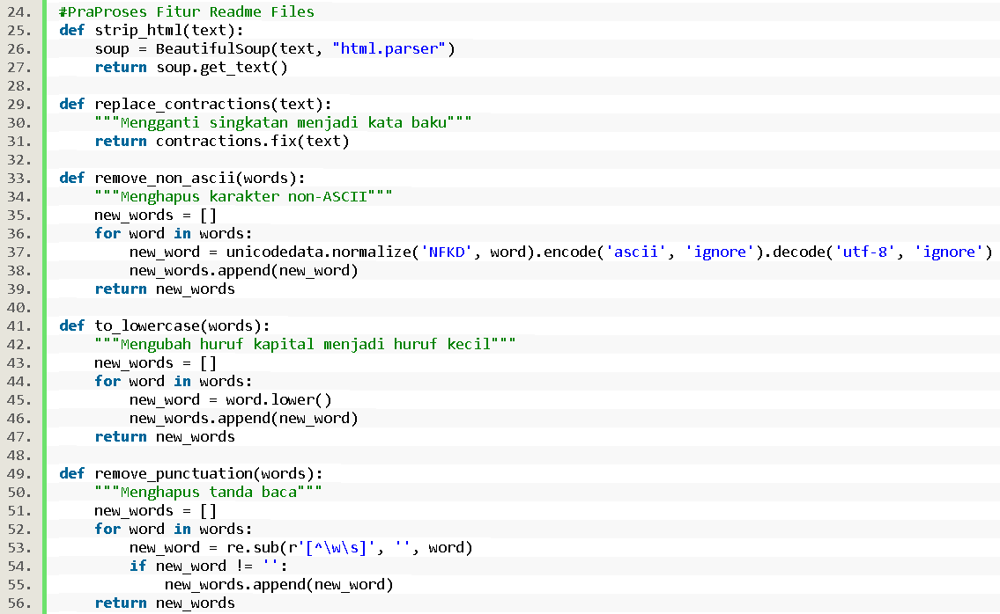 24. #PraProses Fitur Readme Files
25. def strip_html(text):
26.     soup = BeautifulSoup(text, "html.parser")
27.     return soup.get_text()
28.
29. def replace_contractions(text):
30.     """Mengganti singkatan menjadi kata baku"""
31.     return contractions.fix(text)
32.
33. def remove_non_ascii(words):
34.     """Menghapus karakter non-ASCII"""
35.     new_words = []
36.     for word in words:
37.         new_word = unicodedata.normalize('NFKD', word).encode('ascii', 'ignore').decode('utf-8', 'ignore')
38.         new_words.append(new_word)
39.     return new_words
40.
41. def to_lowercase(words):
42.     """Mengubah huruf kapital menjadi huruf kecil"""
43.     new_words = []
44.     for word in words:
45.         new_word = word.lower()
46.         new_words.append(new_word)
47.     return new_words
48.
49. def remove_punctuation(words):
50.     """Menghapus tanda baca"""
51.     new_words = []
52.     for word in words:
53.         new_word = re.sub(r'[^\w\s]', '', word)
54.         if new_word != '':
55.             new_words.append(new_word)
56.     return new_words